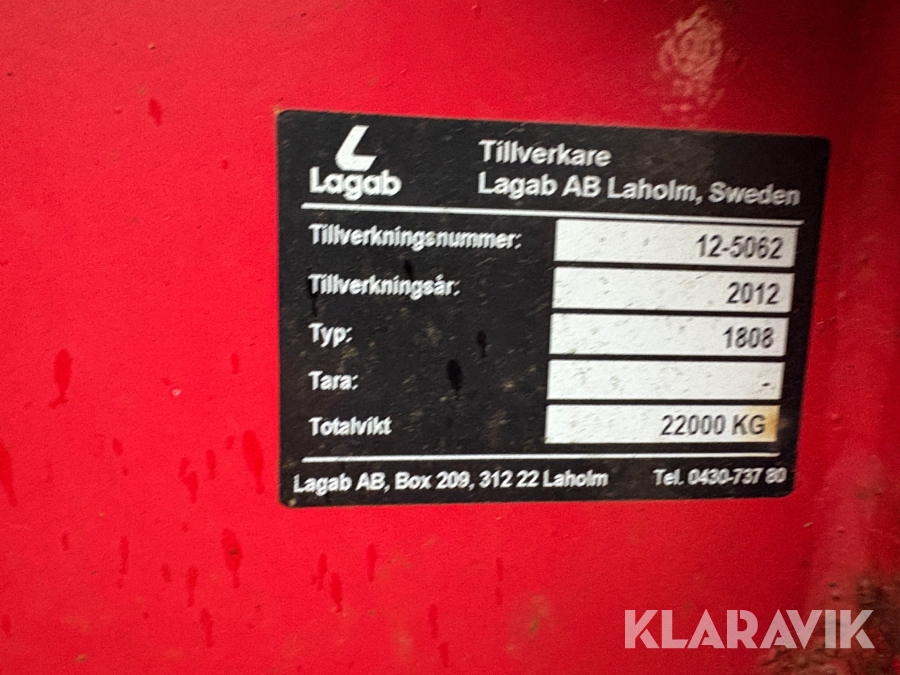 Lagab
Tillverkare
Lagab AB Laholm, Sweden
Tillverkningsnummer: 12-5062
Tillverkningsår: 2012
Typ: 1808
Tara: -
Totalvikt 22000 KG
Lagab AB, Box 209, 312 22 Laholm Tel. 0430-737 80
KLARAVIK